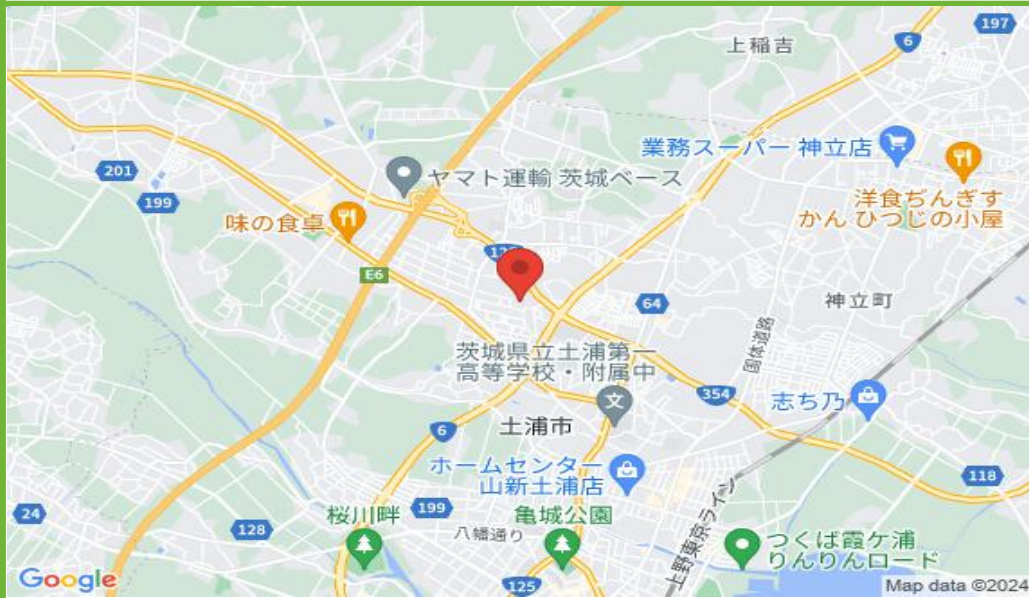 197
上稲吉
6
業務スーパー 神立店
201
ヤマト運輸 茨城ベース
199
洋食ぢんぎす
かん ひつじの小屋
味の食卓
E6
64
神立町
国体道路
茨城県立土浦第一
高等学校・附属中
354
志ち乃
6
土浦市
ホームセンター
山新土浦店
118
24
桜川畔
199
亀城公園
128
八幡通り
上野東京ライン
つくば霞ケ浦
りんりんロード
125
Google
Map data ©2024